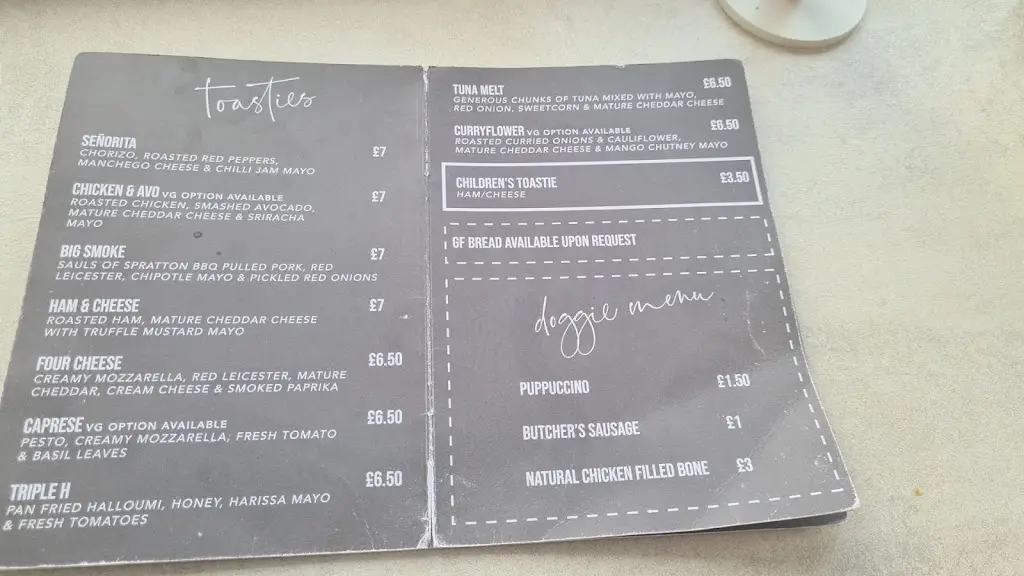 Toasties
SEÑORITA £7
CHORIZO, ROASTED RED PEPPERS,
MANCHEGO CHEESE & CHILLI JAM MAYO
CHICKEN & AVO VG OPTION AVAILABLE £7
ROASTED CHICKEN, SMASHED AVOCADO,
MATURE CHEDDAR CHEESE & SRIRACHA
MAYO
BIG SMOKE £7
SAULS OF SPRATTON BBQ PULLED PORK, RED
LEICESTER, CHIPOTLE MAYO & PICKLED RED ONIONS
HAM & CHEESE £7
ROASTED HAM, MATURE CHEDDAR CHEESE
WITH TRUFFLE MUSTARD MAYO
FOUR CHEESE £6.50
CREAMY MOZZARELLA, RED LEICESTER, MATURE
CHEDDAR, CREAM CHEESE & SMOKED PAPRIKA
CAPRESE VG OPTION AVAILABLE £6.50
PESTO, CREAMY MOZZARELLA, FRESH TOMATO
& BASIL LEAVES
TRIPLE H £6.50
PAN FRIED HALLOUMI, HONEY, HARISSA MAYO
& FRESH TOMATOES
TUNA MELT £6.50
GENEROUS CHUNKS OF TUNA MIXED WITH MAYO,
RED ONION, SWEETCORN & MATURE CHEDDAR CHEESE
CURRYFLOWER VG OPTION AVAILABLE £6.50
ROASTED CURRIED ONIONS & CAULIFLOWER,
MATURE CHEDDAR CHEESE & MANGO CHUTNEY MAYO
CHILDREN'S TOASTIE £3.50
HAM/CHEESE
GF BREAD AVAILABLE UPON REQUEST
doggie menu
PUPPUCCINO £1.50
BUTCHER'S SAUSAGE £1
NATURAL CHICKEN FILLED BONE £3